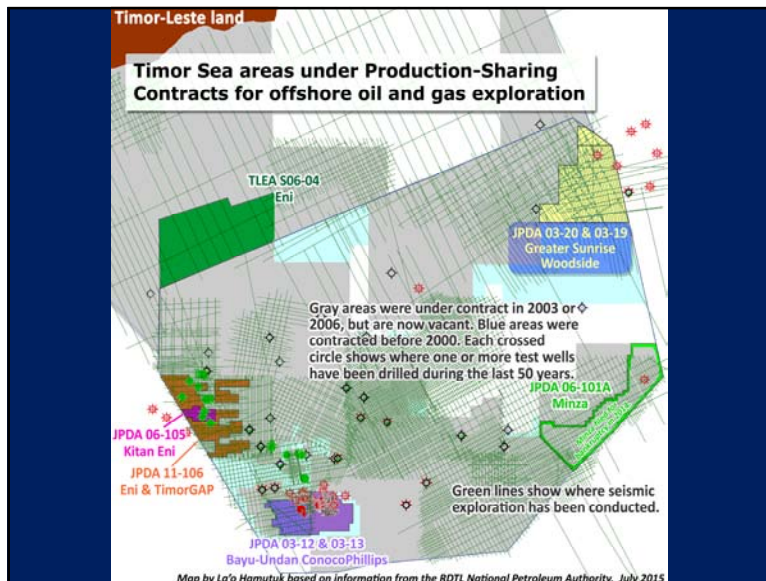 Timor-Leste land
Timor Sea areas under Production-Sharing
Contracts for offshore oil and gas exploration
TLEA S06-04
Eni
JPDA 03-20 & 03-19
Greater Sunrise
Woodside
Gray areas were under contract in 2003 or
2006, but are now vacant. Blue areas were
contracted before 2000. Each crossed
circle shows where one or more test wells
have been drilled during the last 50 years.
JPDA 06-101A
Minza
JPDA 06-105
Kitan Eni
JPDA 11-106
Eni & TimorGAP
Green lines show where seismic
exploration has been conducted.
JPDA 03-12 & 03-13
Bayu-Undan ConocoPhillips
Map by La'o Hamutuk based on information from the RDTL National Petroleum Authority. July 2015